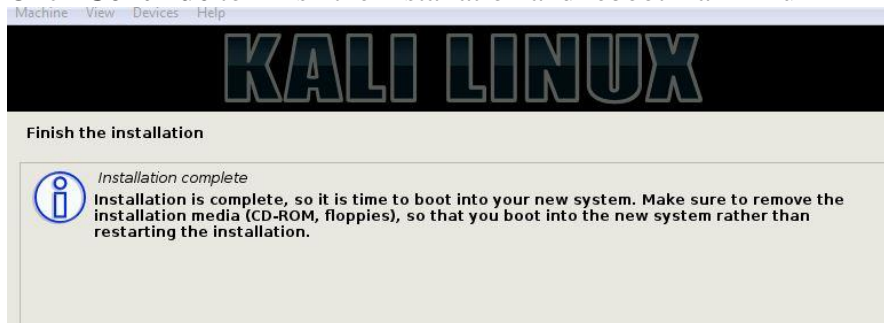 Machine View Devices Help
KALI LINUX
Finish the installation
Installation complete
Installation is complete, so it is time to boot into your new system. Make sure to remove the
installation media (CD-ROM, floppies), so that you boot into the new system rather than
restarting the installation.